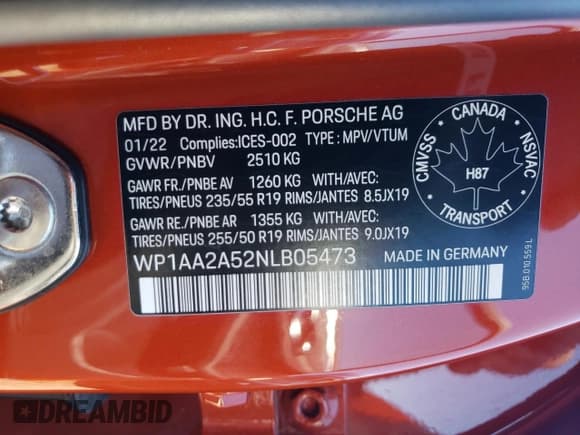 MFD BY DR. ING. H.C. F. PORSCHE AG
01/22 Complies:ICES-002 TYPE : MPV/VTUM
GVWR/PNBV 2510 KG
GAWR FR./PNBE AV 1260 KG WITH/AVEC:
TIRES/PNEUS 235/55 R19 RIMS/JANTES 8.5JX19
GAWR RE./PNBE AR 1355 KG WITH/AVEC:
TIRES/PNEUS 255/50 R19 RIMS/JANTES 9.0JX19
WP1AA2A52NLB05473 MADE IN GERMANY
CANADA
CMVSS
NSVAC
H87
TRANSPORT
95B.010.559.L
DREAMBID